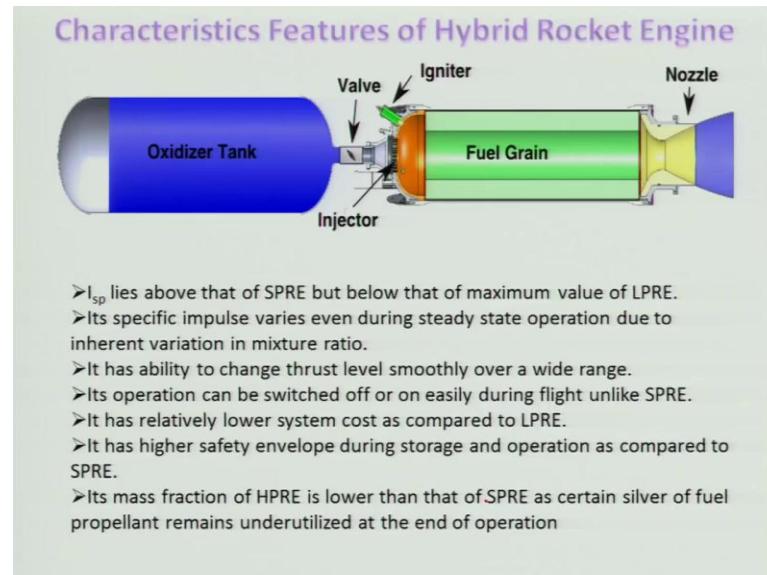 Characteristics Features of Hybrid Rocket Engine
Igniter
Valve
Nozzle
Oxidizer Tank
Fuel Grain
Injector
➢Isp lies above that of SPRE but below that of maximum value of LPRE.
➢Its specific impulse varies even during steady state operation due to
inherent variation in mixture ratio.
➢It has ability to change thrust level smoothly over a wide range.
➢Its operation can be switched off or on easily during flight unlike SPRE.
➢It has relatively lower system cost as compared to LPRE.
➢It has higher safety envelope during storage and operation as compared to
SPRE.
➢Its mass fraction of HPRE is lower than that of SPRE as certain silver of fuel
propellant remains underutilized at the end of operation